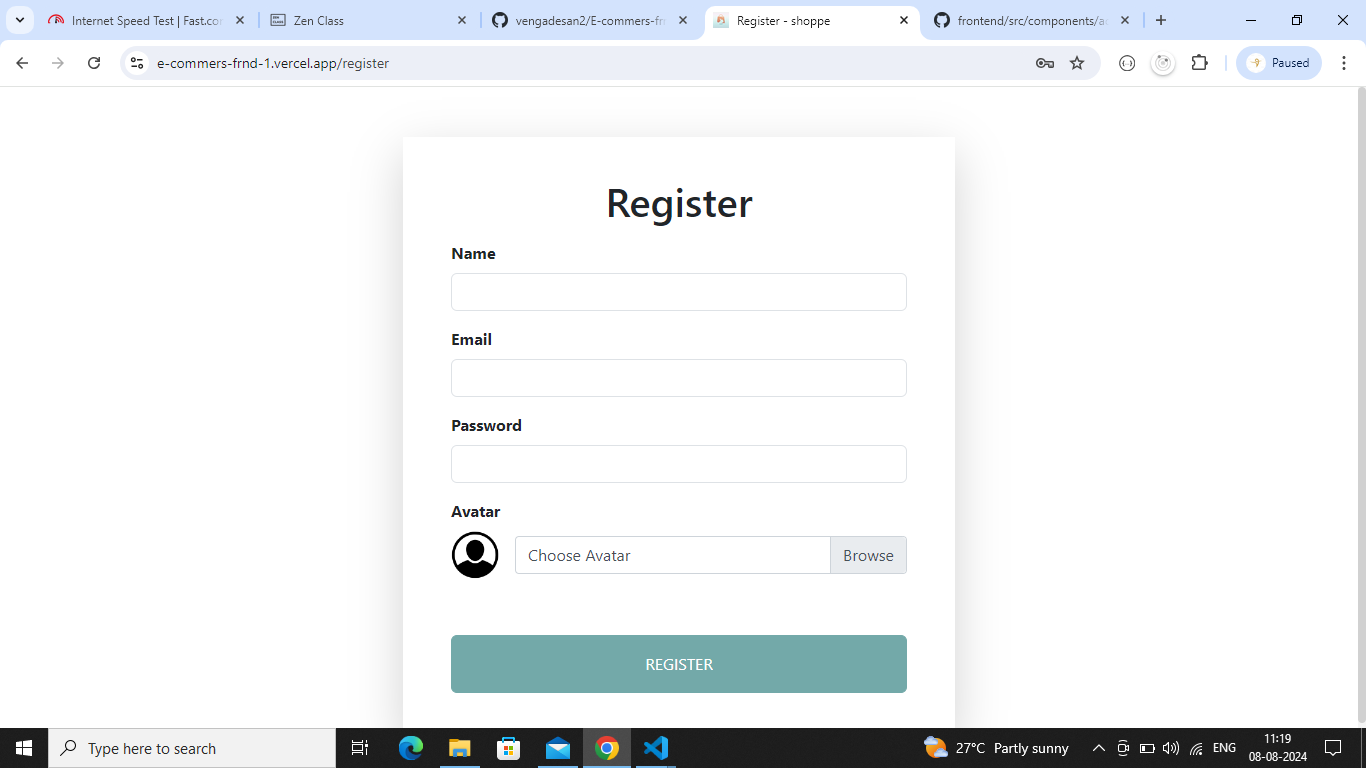 Internet Speed Test | Fast.co
Zen Class
vengadesan2/E-commers-frn
Register - shoppe
frontend/src/components/ac
e-commers-frnd-1.vercel.app/register
Paused
Register
Name
Email
Password
Avatar
Choose Avatar
Browse
REGISTER
Type here to search
27°C Partly sunny
ENG
11:19
08-08-2024